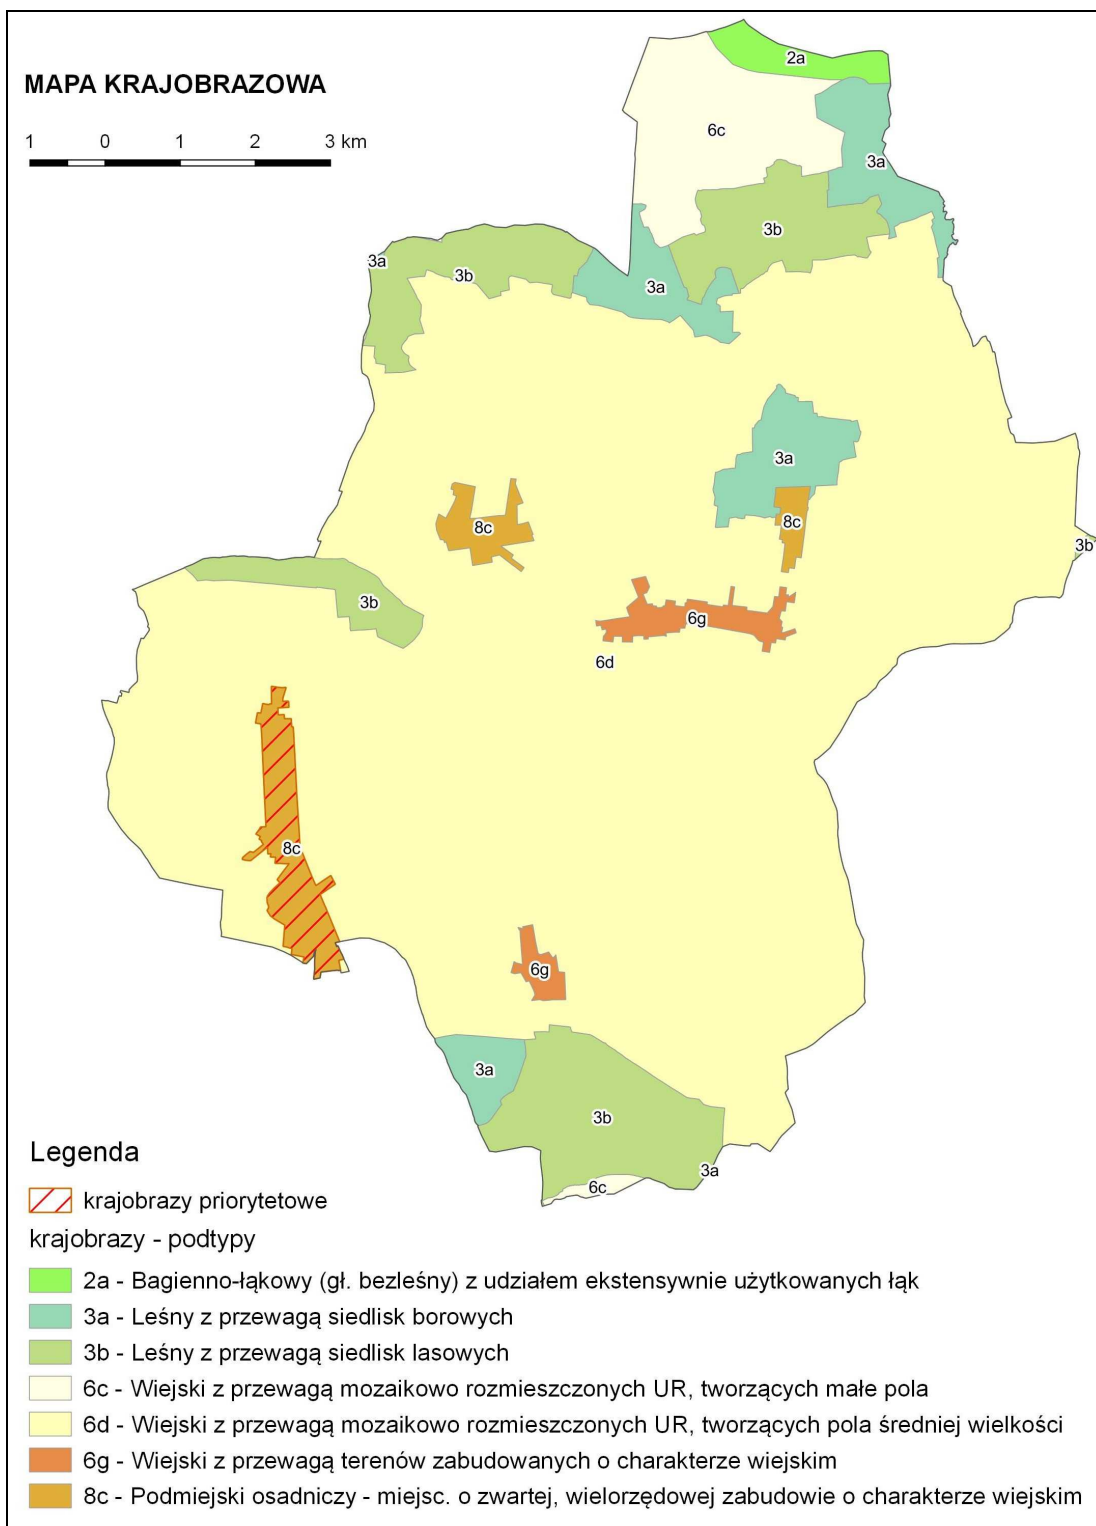 MAPA KRAJOBRAZOWA
1 0 1 2 3 km
2a
6c
3a
3b
3a
3b
3a
3a
8c
8c
3b
3b
6g
6d
8c
6g
3a
3b
3a
6c
Legenda
krajobrazy priorytetowe
krajobrazy - podtypy
2a - Bagienno-łąkowy (gł. bezleśny) z udziałem ekstensywnie użytkowanych łąk
3a - Leśny z przewagą siedlisk borowych
3b - Leśny z przewagą siedlisk lasowych
6c - Wiejski z przewagą mozaikowo rozmieszczonych UR, tworzących małe pola
6d - Wiejski z przewagą mozaikowo rozmieszczonych UR, tworzących pola średniej wielkości
6g - Wiejski z przewagą terenów zabudowanych o charakterze wiejskim
8c - Podmiejski osadniczy - miejsc. o zwartej, wielorzędowej zabudowie o charakterze wiejskim